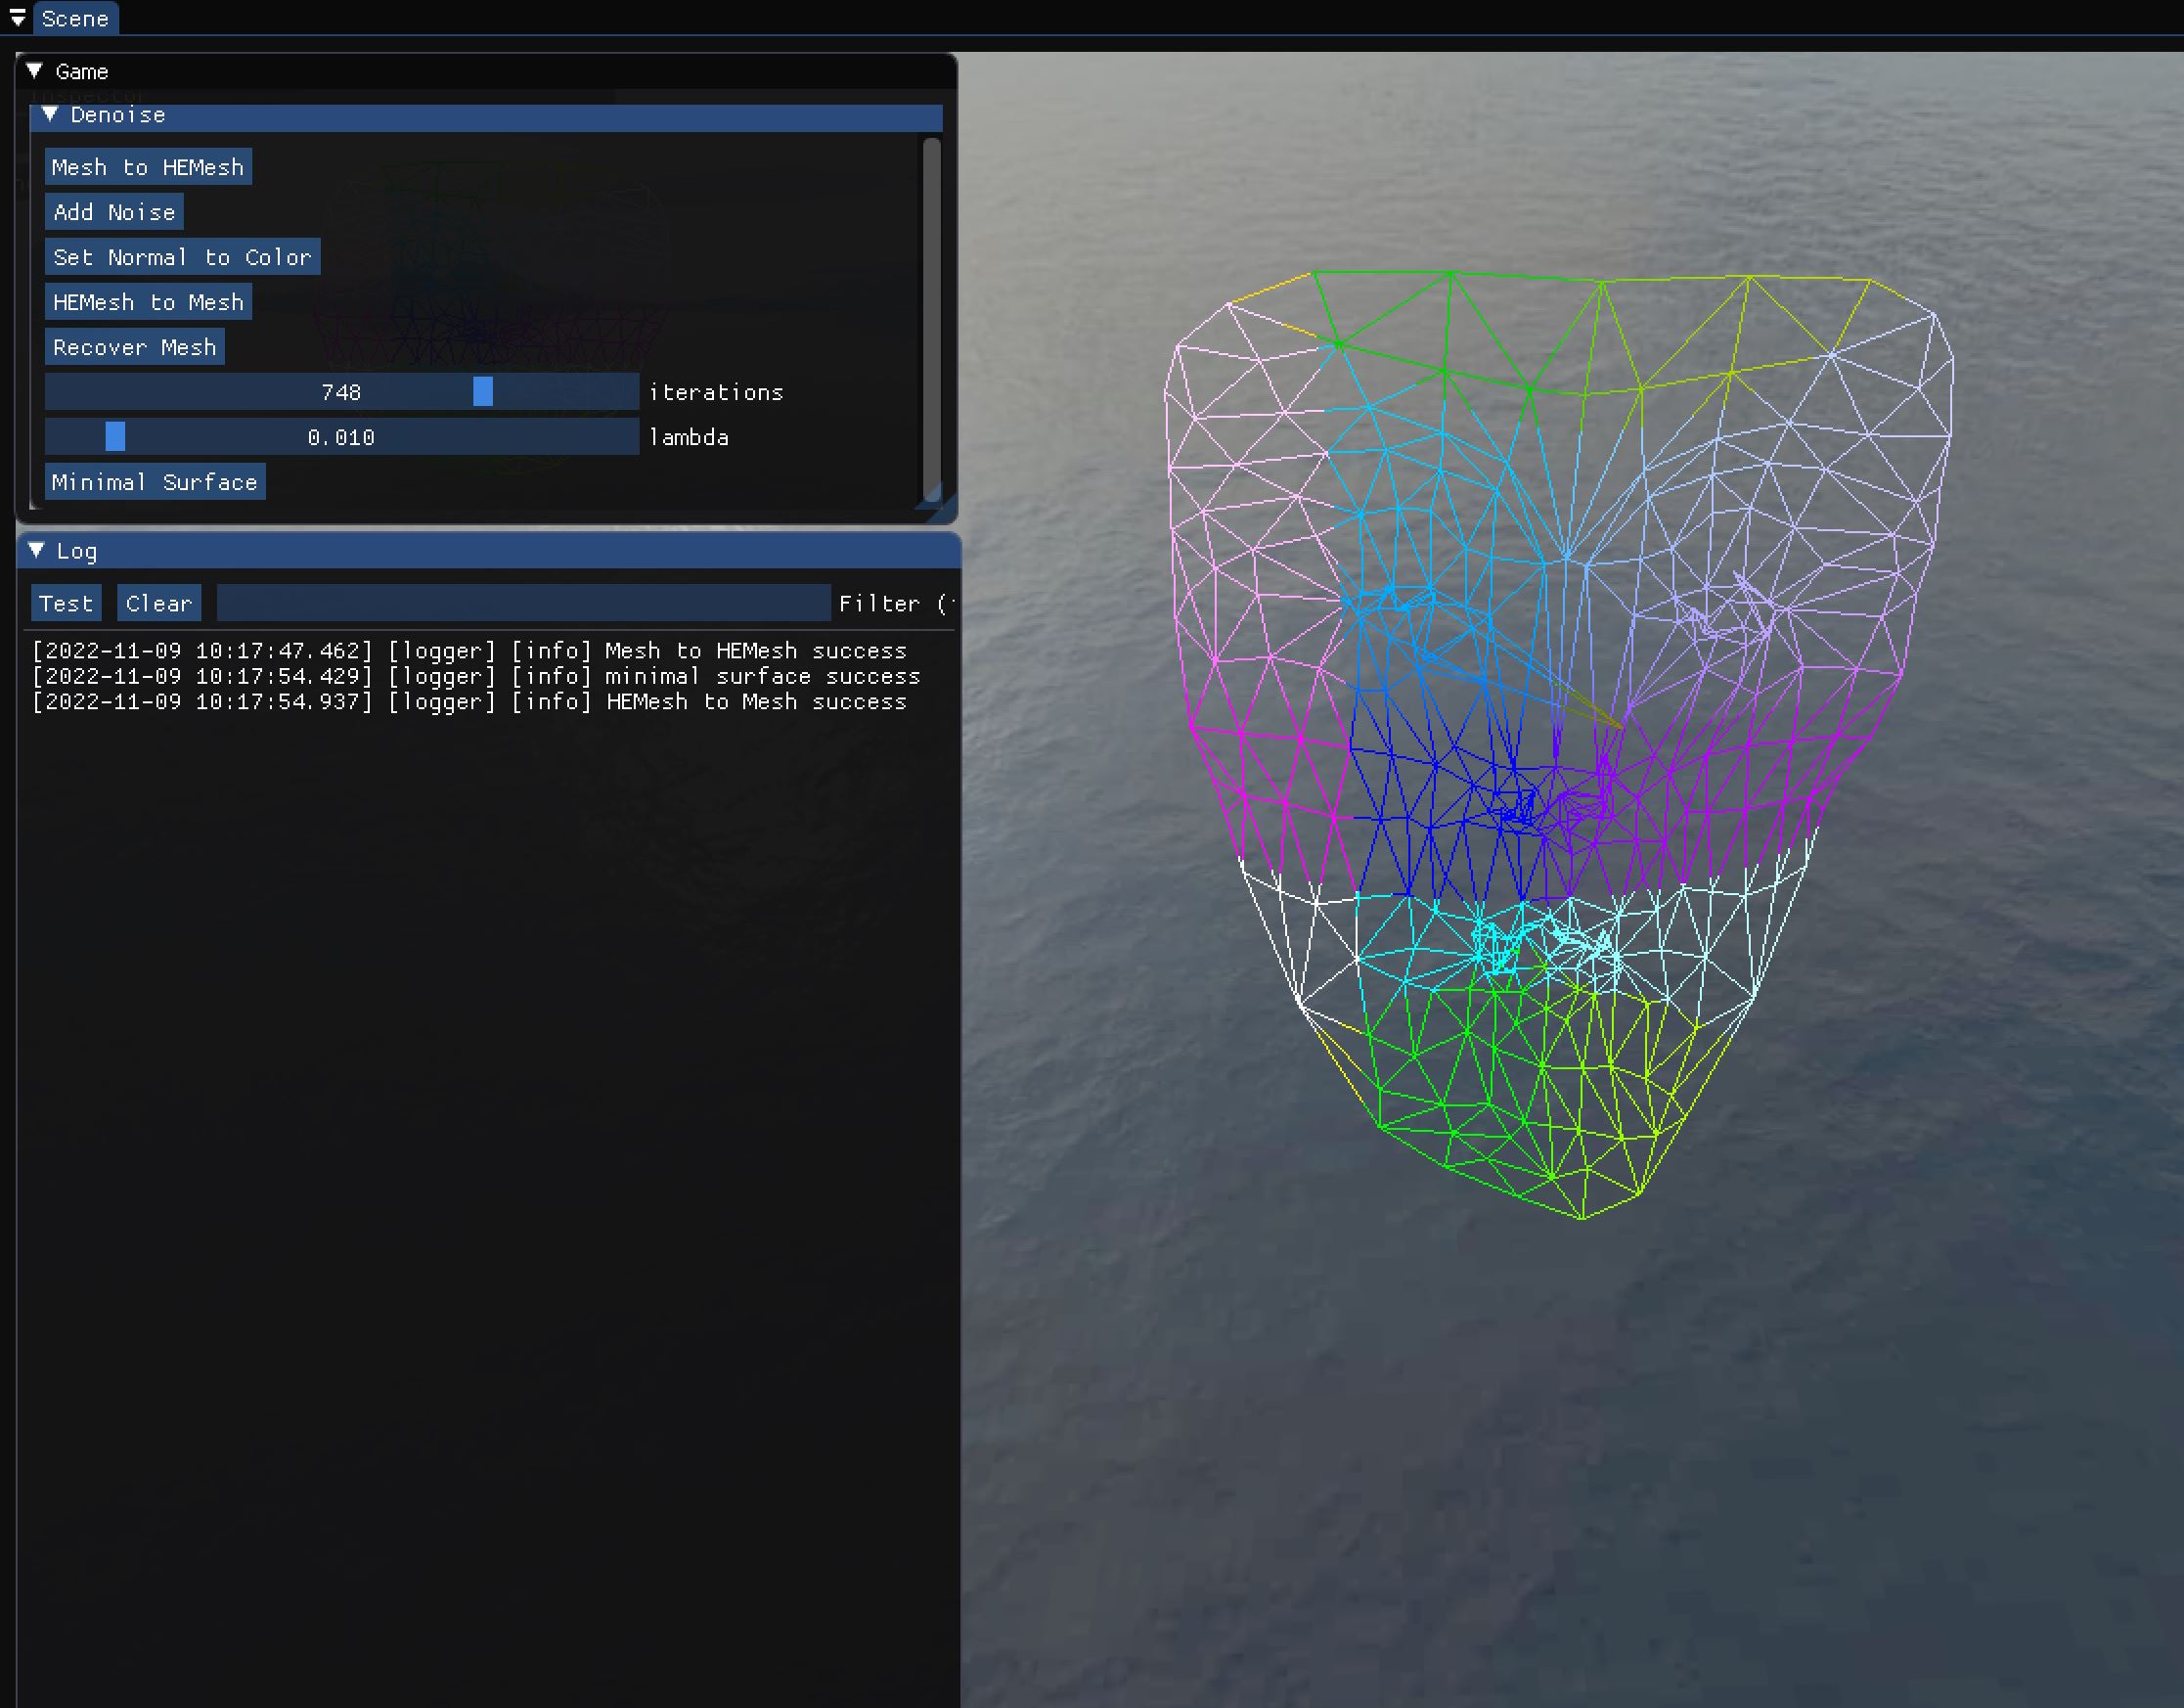 Scene
Game
Inspector
Denoise
Mesh to HEMesh
Add Noise
Set Normal to Color
HEMesh to Mesh
Recover Mesh
748 iterations
0.010 lambda
Minimal Surface
Log
Test Clear Filter (
[2022-11-09 10:17:47.462] [logger] [info] Mesh to HEMesh success
[2022-11-09 10:17:54.429] [logger] [info] minimal surface success
[2022-11-09 10:17:54.937] [logger] [info] HEMesh to Mesh success